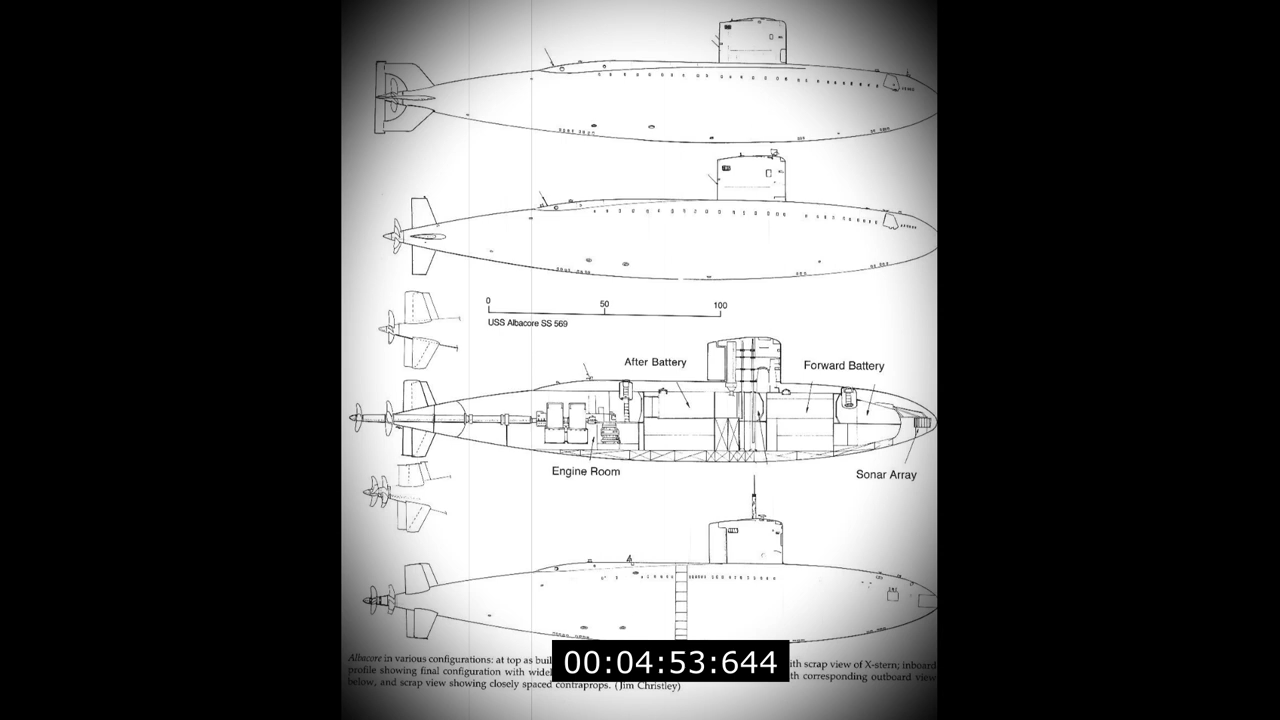 0 50 100
USS Albacore SS 569
After Battery
Forward Battery
Engine Room
Sonar Array
Albacore in various configurations: at top as buil
ith scrap view of X-stern; inboard
profile showing final configuration with widel
th corresponding outboard view
below, and scrap view showing closely spaced contraprops. (Jim Christley)
00:04:53:644